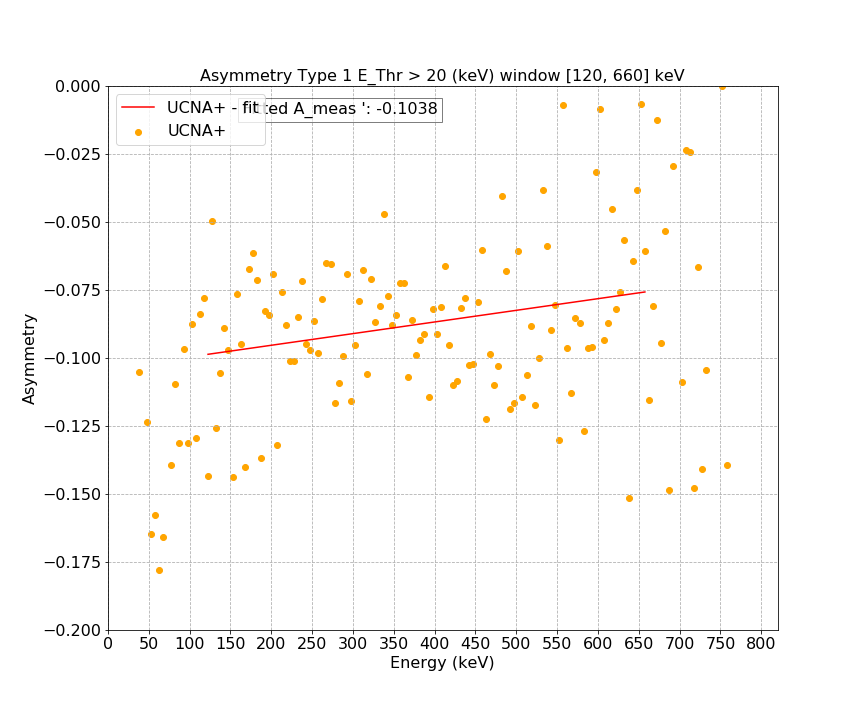 Asymmetry Type 1 E_Thr > 20 (keV) window [120, 660] keV
UCNA+ - fitted A_meas ': -0.1038
UCNA+
0.000
−0.025
−0.050
−0.075
−0.100
−0.125
−0.150
−0.175
−0.200
Asymmetry
0 50 100 150 200 250 300 350 400 450 500 550 600 650 700 750 800
Energy (keV)